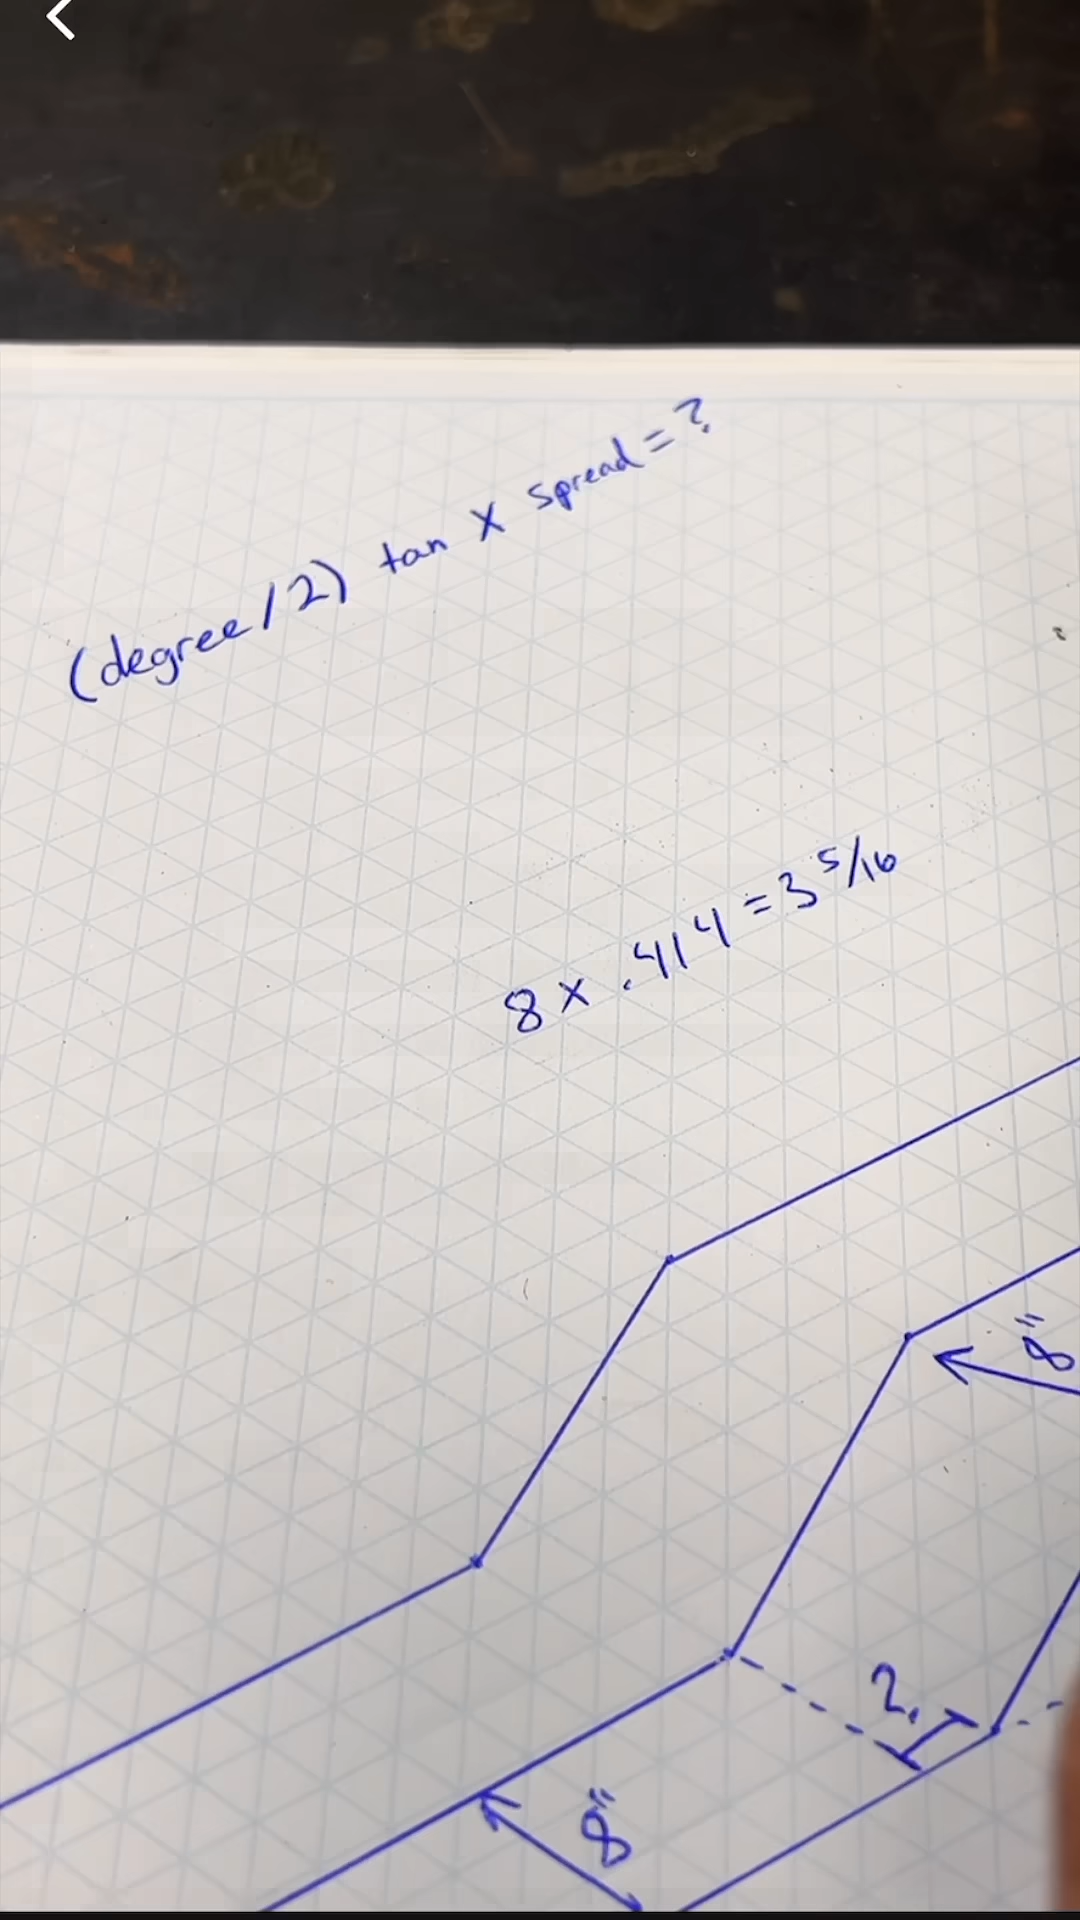 (degree/2) tan x spread = ?
8 x .414 = 3 5/16
8"
2.
8"